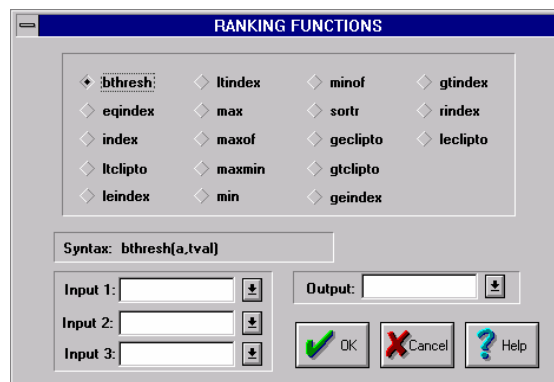 RANKING FUNCTIONS
bthresh ltindex minof gtindex
eqindex max sortr rindex
index maxof geclipto leclipto
ltclipto maxmin gtclipto
leindex min geindex
Syntax: bthresh(a,tval)
Input 1: Output:
Input 2:
Input 3:
OK Cancel Help